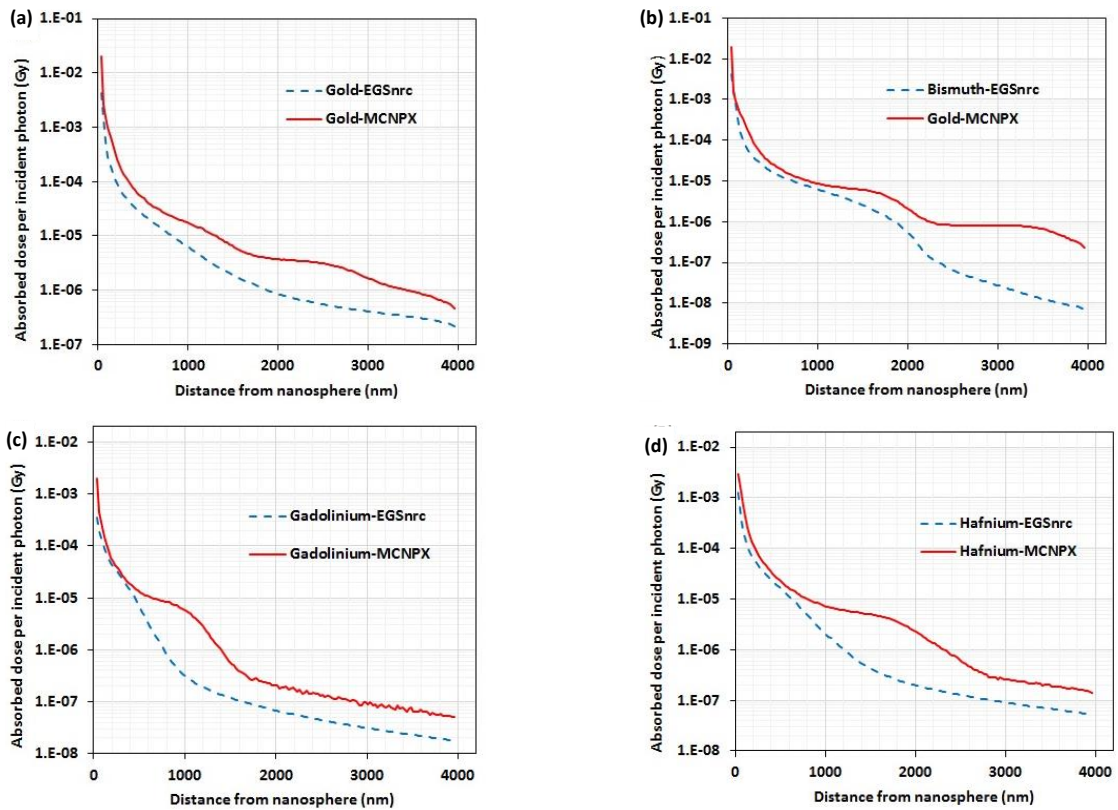 (a)
1.E-01
1.E-02
1.E-03
1.E-04
1.E-05
1.E-06
1.E-07
Absorbed dose per incident photon (Gy)
Gold-EGSnrc
Gold-MCNPX
0 1000 2000 3000 4000
Distance from nanosphere (nm)
(b)
1.E-01
1.E-02
1.E-03
1.E-04
1.E-05
1.E-06
1.E-07
1.E-08
1.E-09
Absorbed dose per incident photon (Gy)
Bismuth-EGSnrc
Gold-MCNPX
0 1000 2000 3000 4000
Distance from nanosphere (nm)
(c)
1.E-02
1.E-03
1.E-04
1.E-05
1.E-06
1.E-07
1.E-08
Absorbed dose per incident photon (Gy)
Gadolinium-EGSnrc
Gadolinium-MCNPX
0 1000 2000 3000 4000
Distance from nanosphere (nm)
(d)
1.E-02
1.E-03
1.E-04
1.E-05
1.E-06
1.E-07
1.E-08
Absorbed dose per incident photon (Gy)
Hafnium-EGSnrc
Hafnium-MCNPX
0 1000 2000 3000 4000
Distance from nanosphere (nm)